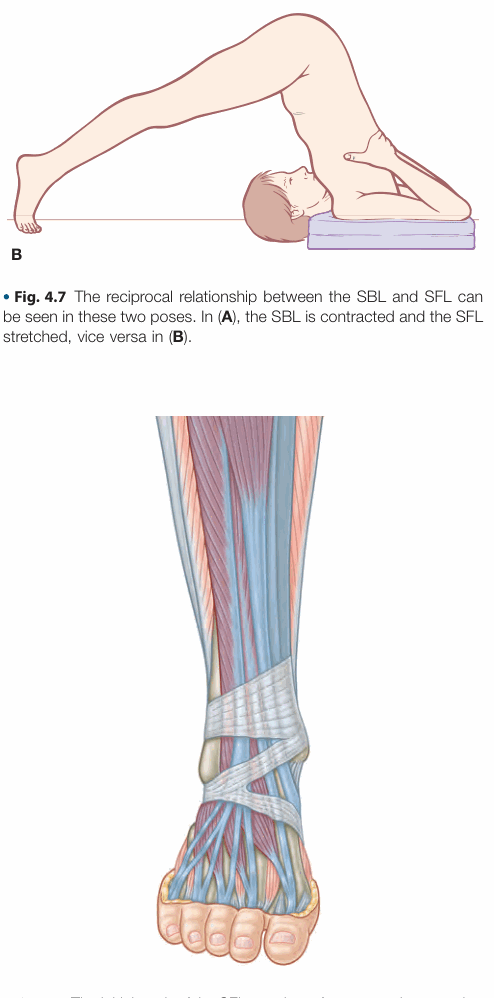 B
• Fig. 4.7 The reciprocal relationship between the SBL and SFL can
be seen in these two poses. In (A), the SBL is contracted and the SFL
stretched, vice versa in (B).